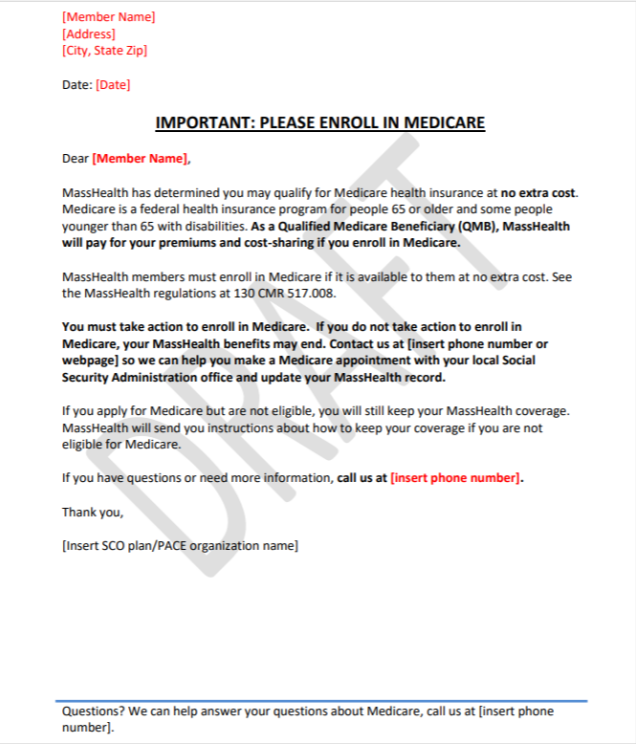 [Member Name]
[Address]
[City, State Zip]
Date: [Date]
IMPORTANT: PLEASE ENROLL IN MEDICARE
Dear [Member Name],
MassHealth has determined you may qualify for Medicare health insurance at no extra cost.
Medicare is a federal health insurance program for people 65 or older and some people
younger than 65 with disabilities. As a Qualified Medicare Beneficiary (QMB), MassHealth
will pay for your premiums and cost-sharing if you enroll in Medicare.
MassHealth members must enroll in Medicare if it is available to them at no extra cost. See
the MassHealth regulations at 130 CMR 517.008.
You must take action to enroll in Medicare.  If you do not take action to enroll in
Medicare, your MassHealth benefits may end. Contact us at [insert phone number or
webpage] so we can help you make a Medicare appointment with your local Social
Security Administration office and update your MassHealth record.
If you apply for Medicare but are not eligible, you will still keep your MassHealth coverage.
MassHealth will send you instructions about how to keep your coverage if you are not
eligible for Medicare.
If you have questions or need more information, call us at [insert phone number].
Thank you,
[Insert SCO plan/PACE organization name]
DRAFT
Questions? We can help answer your questions about Medicare, call us at [insert phone
number].